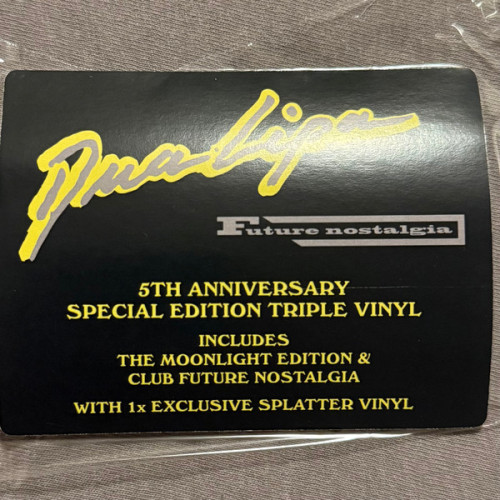 Dua Lipa
Future nostalgia
5TH ANNIVERSARY
SPECIAL EDITION TRIPLE VINYL
INCLUDES
THE MOONLIGHT EDITION &
CLUB FUTURE NOSTALGIA
WITH 1x EXCLUSIVE SPLATTER VINYL